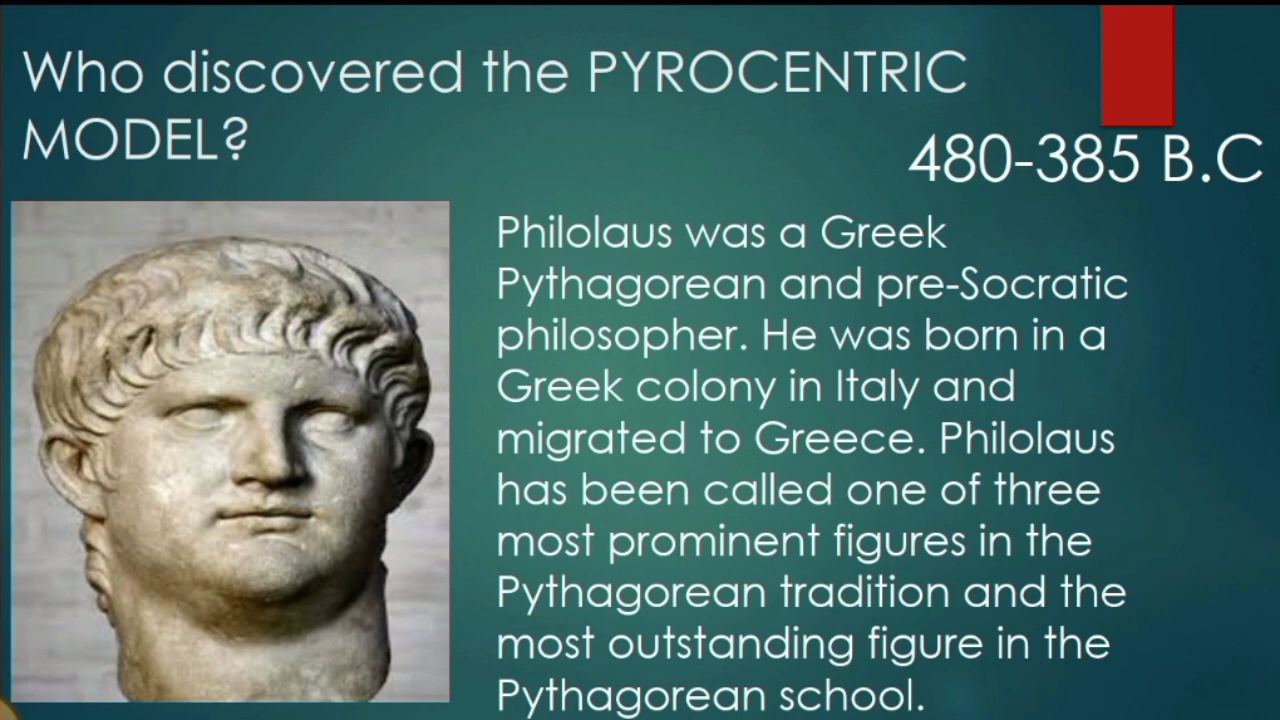 Who discovered the PYROCENTRIC
MODEL?
480-385 B.C
Philolaus was a Greek
Pythagorean and pre-Socratic
philosopher. He was born in a
Greek colony in Italy and
migrated to Greece. Philolaus
has been called one of three
most prominent figures in the
Pythagorean tradition and the
most outstanding figure in the
Pythagorean school.